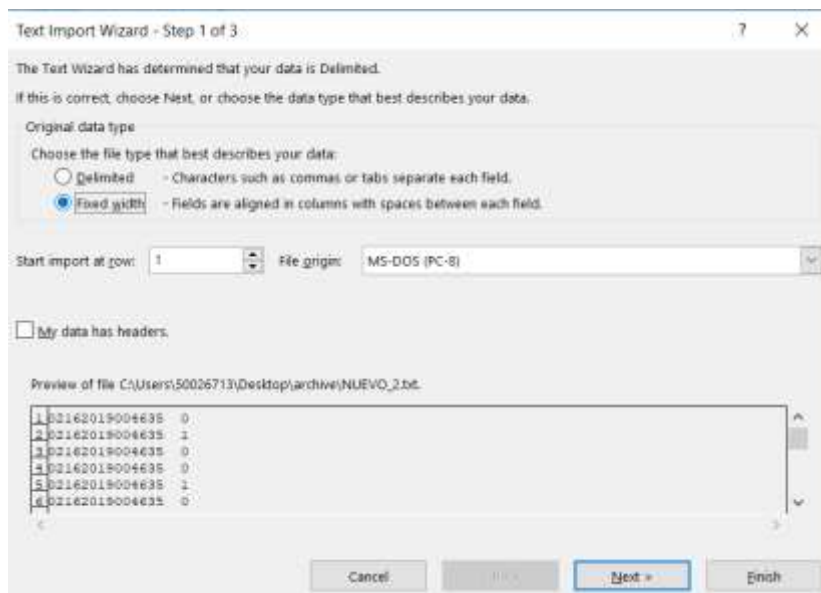 Text Import Wizard - Step 1 of 3 ?
The Text Wizard has determined that your data is Delimited.
If this is correct, choose Next, or choose the data type that best describes your data.
Original data type
Choose the file type that best describes your data:
Delimited - Characters such as commas or tabs separate each field.
Fixed width - Fields are aligned in columns with spaces between each field.
Start import at row: 1 File origin: MS-DOS (PC-8)
My data has headers.
Preview of file C:\Users\50026713\Desktop\archive\NUEVO_2.txt.
1 02162019004635 0
2 02162019004635 1
3 02162019004635 0
4 02162019004635 0
5 02162019004635 1
6 02162019004635 0
Cancel Next > Finish